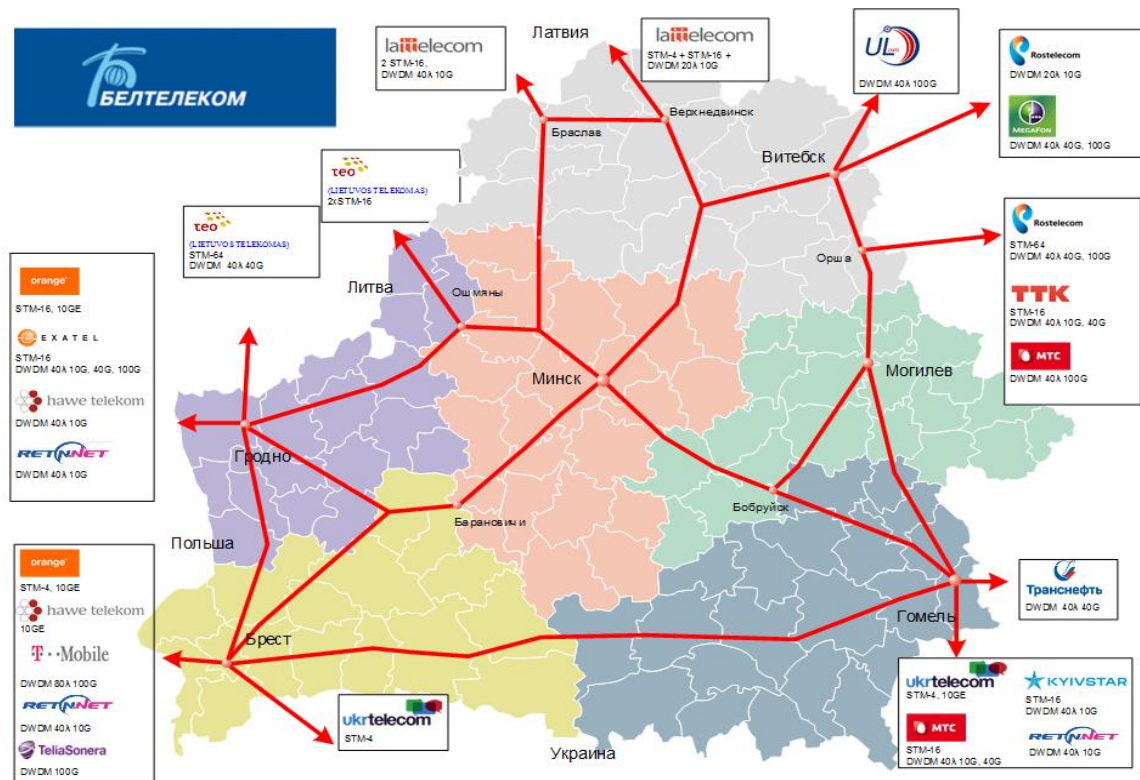 БЕЛТЕЛЕКОМ
lattelecom
2 STM-16,
DWDM 40λ 10G
Латвия
lattelecom
STM-4 + STM-16 +
DWDM 20λ 10G
UL
DWDM 40λ 100G
Rostelecom
DWDM 20λ 10G
MEGAFON
DWDM 40λ 40G, 100G
Браслав
Верхнедвинск
Витебск
teo
(LIETUVOS TELEKOMAS)
2xSTM-16
teo
(LIETUVOS TELEKOMAS)
STM-64
DWDM 40λ 40G
Rostelecom
STM-64
DWDM 40λ 40G, 100G
ТТК
STM-16
DWDM 40λ 10G, 40G
МТС
DWDM 40λ 100G
Орша
Литва
Ошмяны
orange
STM-16, 10GE
EXATEL
STM-16
DWDM 40λ 10G, 40G, 100G
hawe telekom
DWDM 40λ 10G
RETNNET
DWDM 40λ 10G
Минск
Могилев
Гродно
Барановичи
Бобруйск
Польша
orange
STM-4, 10GE
hawe telekom
10GE
T··Mobile
DWDM 80λ 100G
RETNNET
DWDM 40λ 10G
TeliaSonera
DWDM 100G
Брест
Гомель
Транснефть
DWDM 40λ 40G
ukrtelecom
STM-4
Украина
ukrtelecom
STM-4, 10GE
МТС
STM-16
DWDM 40λ 10G, 40G
KYIVSTAR
STM-16
DWDM 40λ 10G
RETNNET
DWDM 40λ 10G